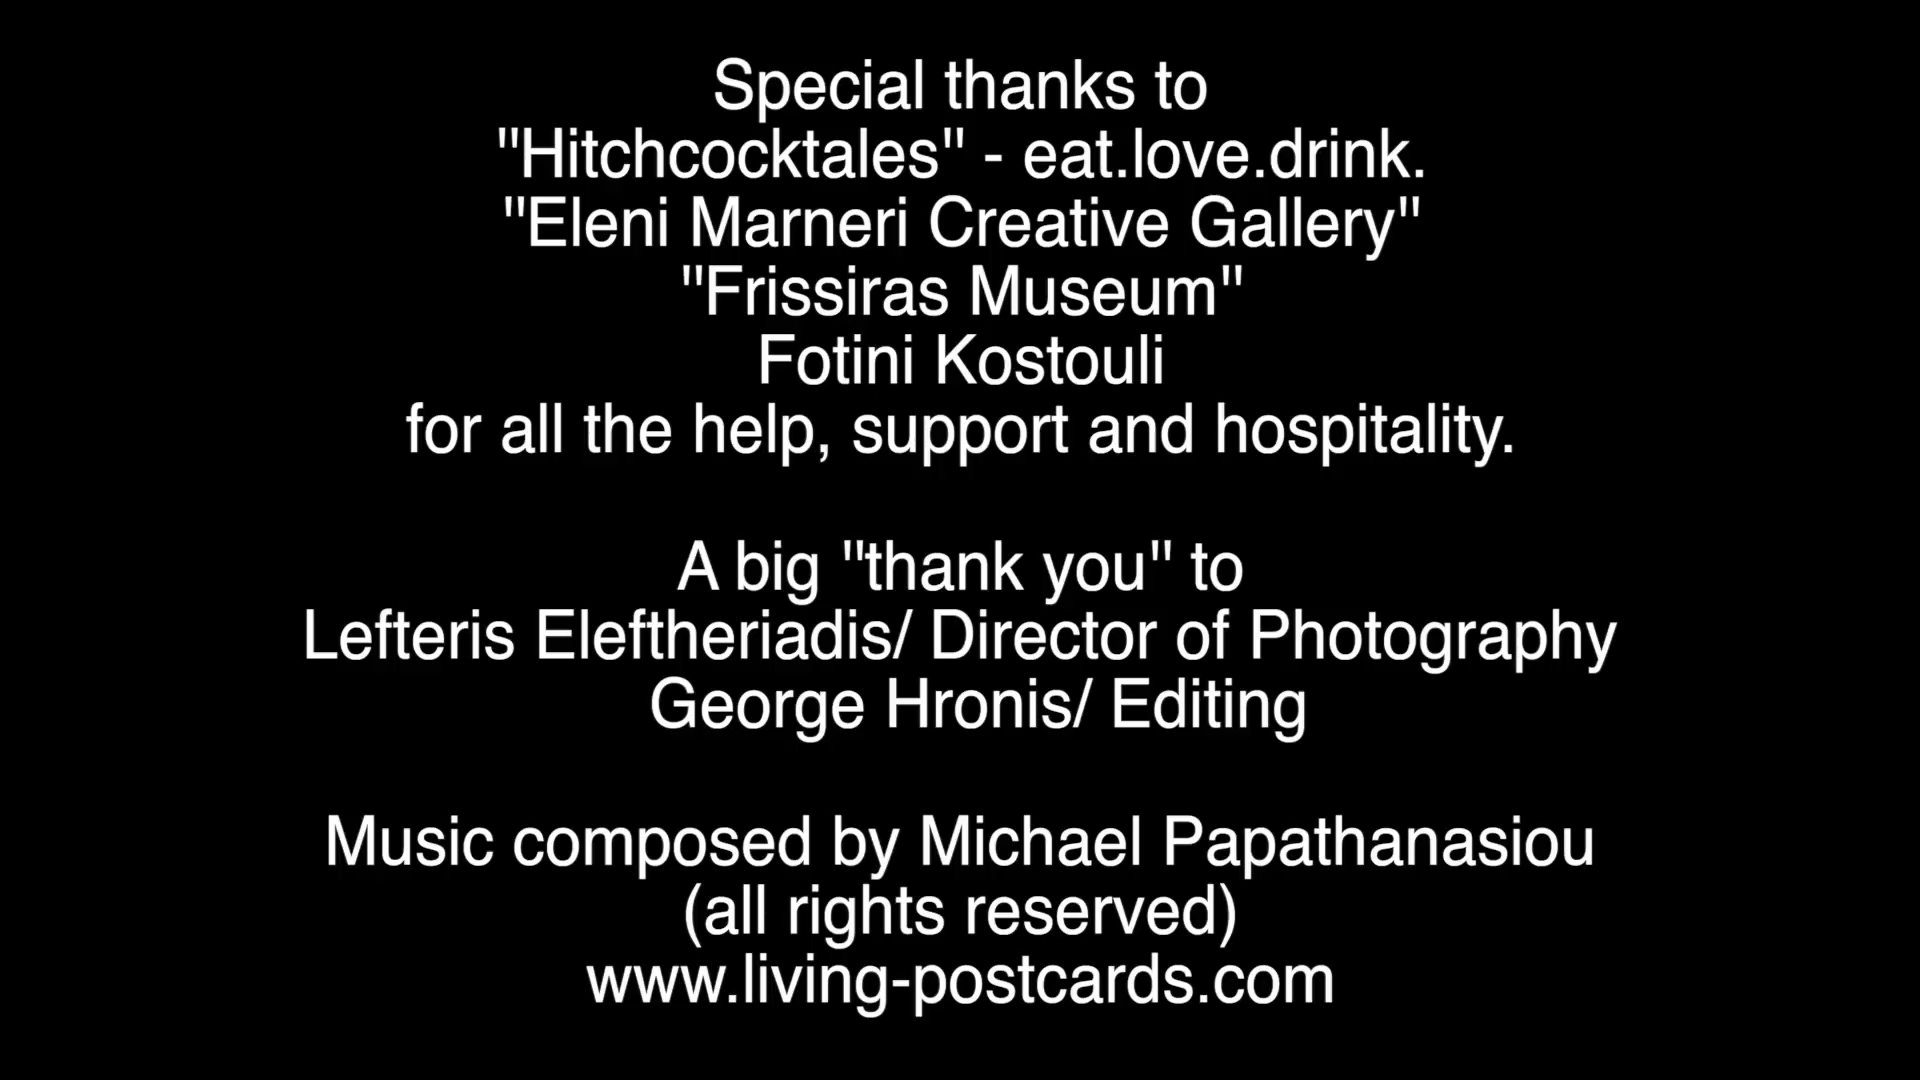 Special thanks to
"Hitchcocktales" - eat.love.drink.
"Eleni Marneri Creative Gallery"
"Frissiras Museum"
Fotini Kostouli
for all the help, support and hospitality.
A big "thank you" to
Lefteris Eleftheriadis/ Director of Photography
George Hronis/ Editing
Music composed by Michael Papathanasiou
(all rights reserved)
www.living-postcards.com